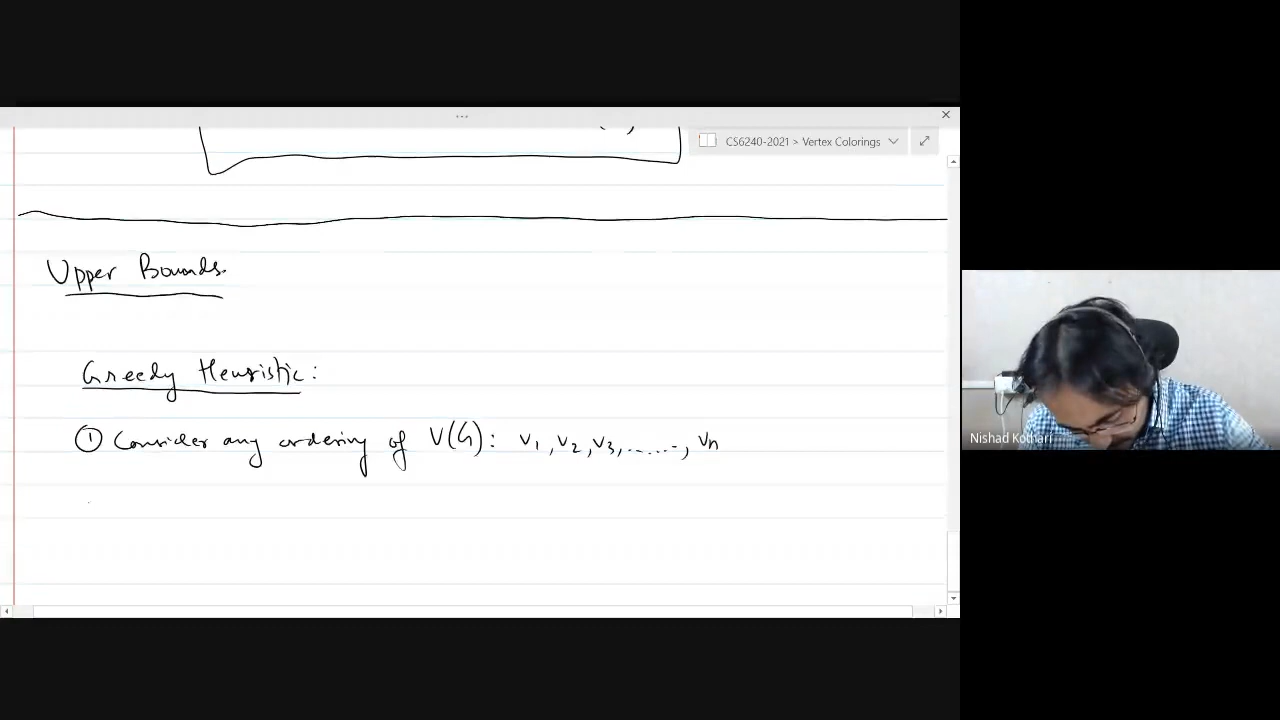 CS6240-2021 > Vertex Colorings
Upper Bounds.
Greedy Heuristic:
① Consider any ordering of V(G): v1, v2, v3, ......, vn
Nishad Kothari